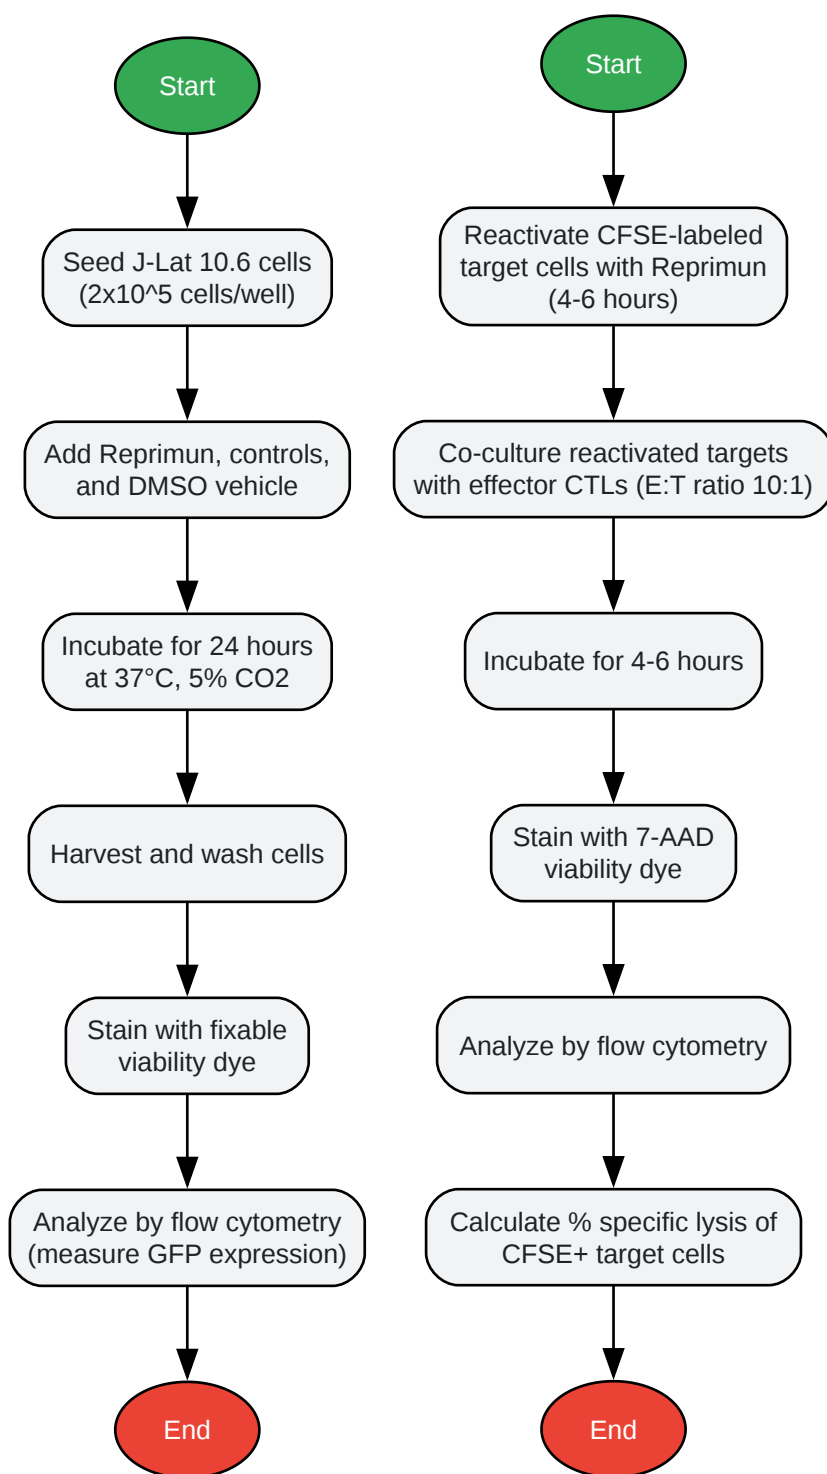 Start
Seed J-Lat 10.6 cells
(2x10^5 cells/well)
Add Reprimun, controls,
and DMSO vehicle
Incubate for 24 hours
at 37°C, 5% CO2
Harvest and wash cells
Stain with fixable
viability dye
Analyze by flow cytometry
(measure GFP expression)
End
Start
Reactivate CFSE-labeled
target cells with Reprimun
(4-6 hours)
Co-culture reactivated targets
with effector CTLs (E:T ratio 10:1)
Incubate for 4-6 hours
Stain with 7-AAD
viability dye
Analyze by flow cytometry
Calculate % specific lysis of
CFSE+ target cells
End